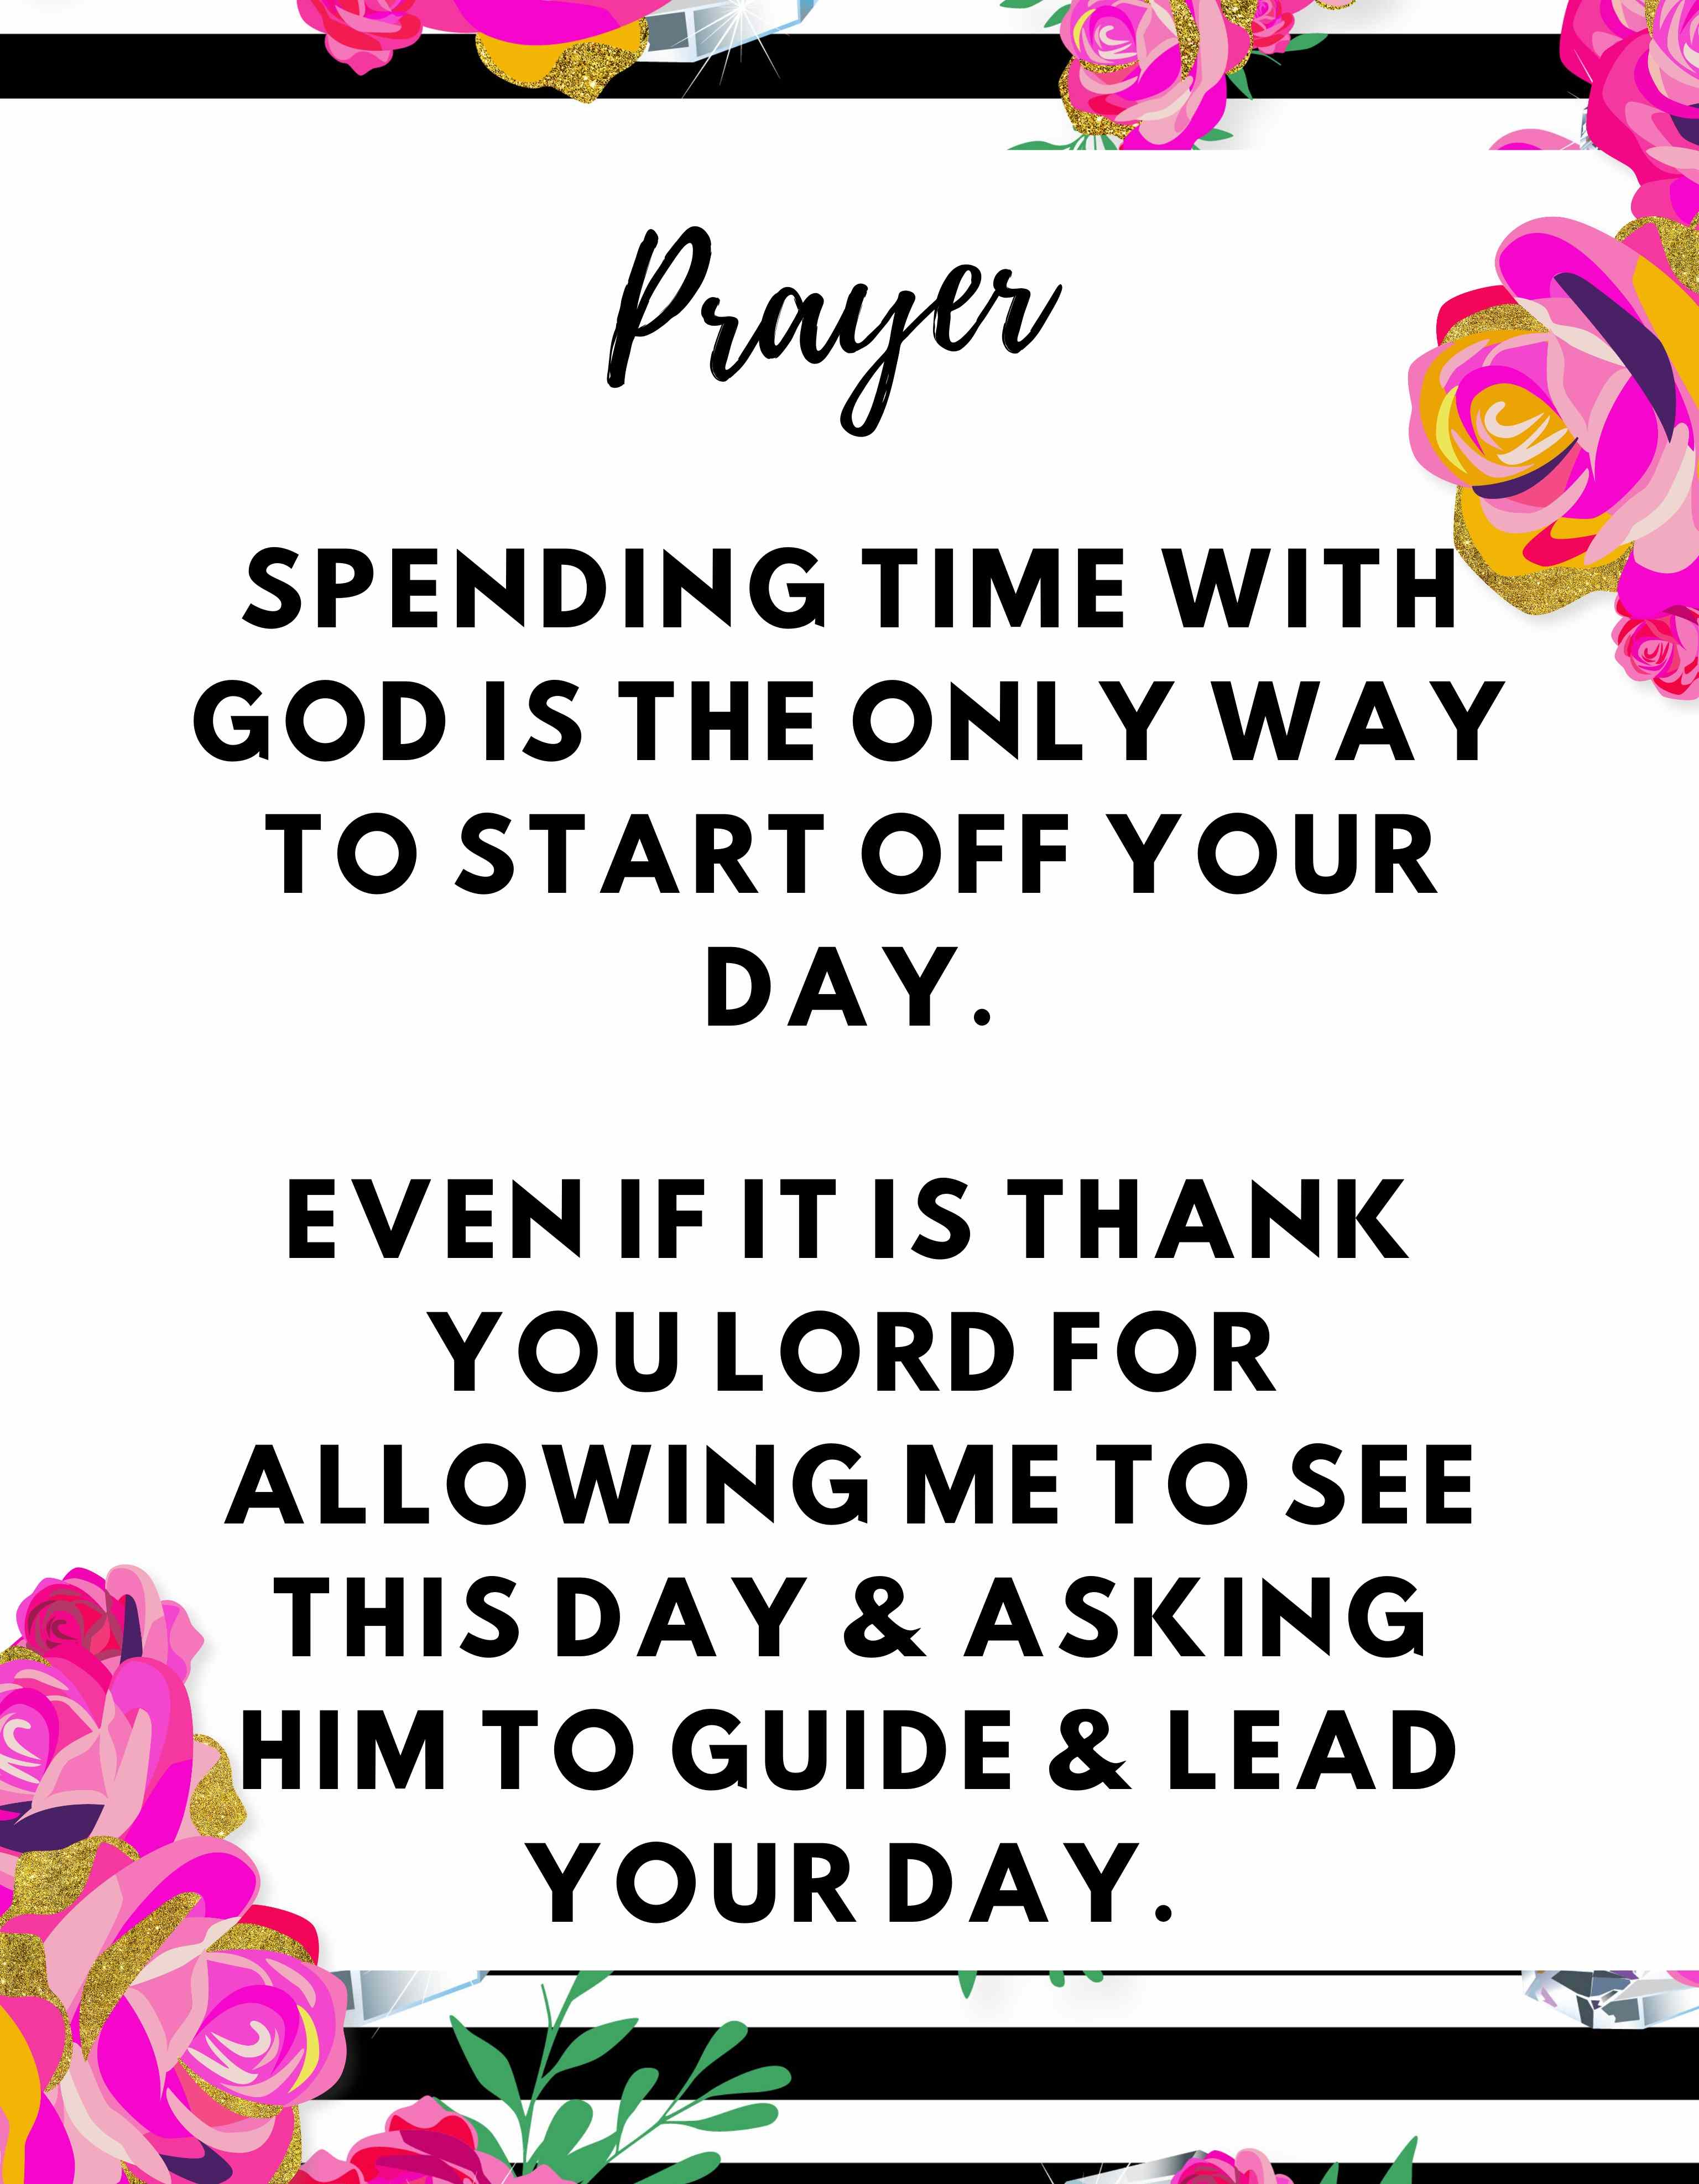 Prayer
SPENDING TIME WITH
GOD IS THE ONLY WAY
TO START OFF YOUR
DAY.
EVEN IF IT IS THANK
YOU LORD FOR
ALLOWING ME TO SEE
THIS DAY & ASKING
HIM TO GUIDE & LEAD
YOUR DAY.